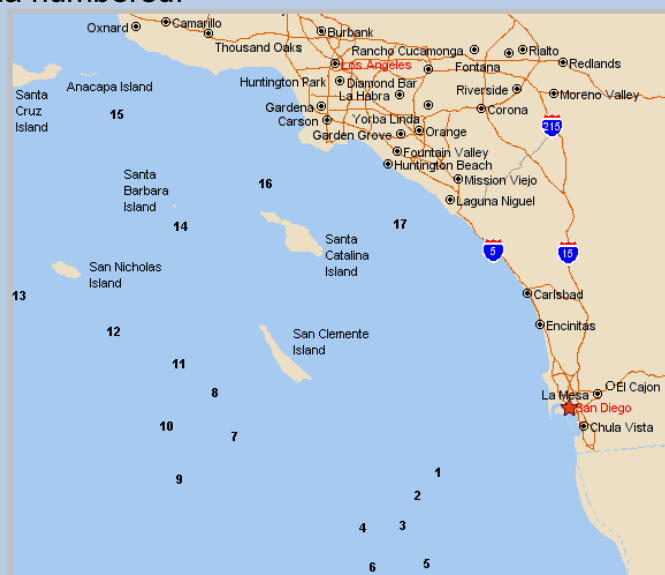 na numbered.
Oxnard
Camarillo
Thousand Oaks
Burbank
Rancho Cucamonga
Rialto
Los Angeles
Fontana
Redlands
Anacapa Island
Huntington Park
Diamond Bar
La Habra
Riverside
Moreno Valley
Santa
Cruz
Island
15
Gardena
Carson
Yorba Linda
Corona
Garden Grove
Orange
215
Fountain Valley
Huntington Beach
Santa
Barbara
Island
16
Mission Viejo
Laguna Niguel
14
17
Santa
Catalina
Island
5
15
San Nicholas
Island
13
Carlsbad
12
Encinitas
San Clemente
Island
11
8
La Mesa
El Cajon
San Diego
10
7
Chula Vista
9
1
2
4
3
6
5